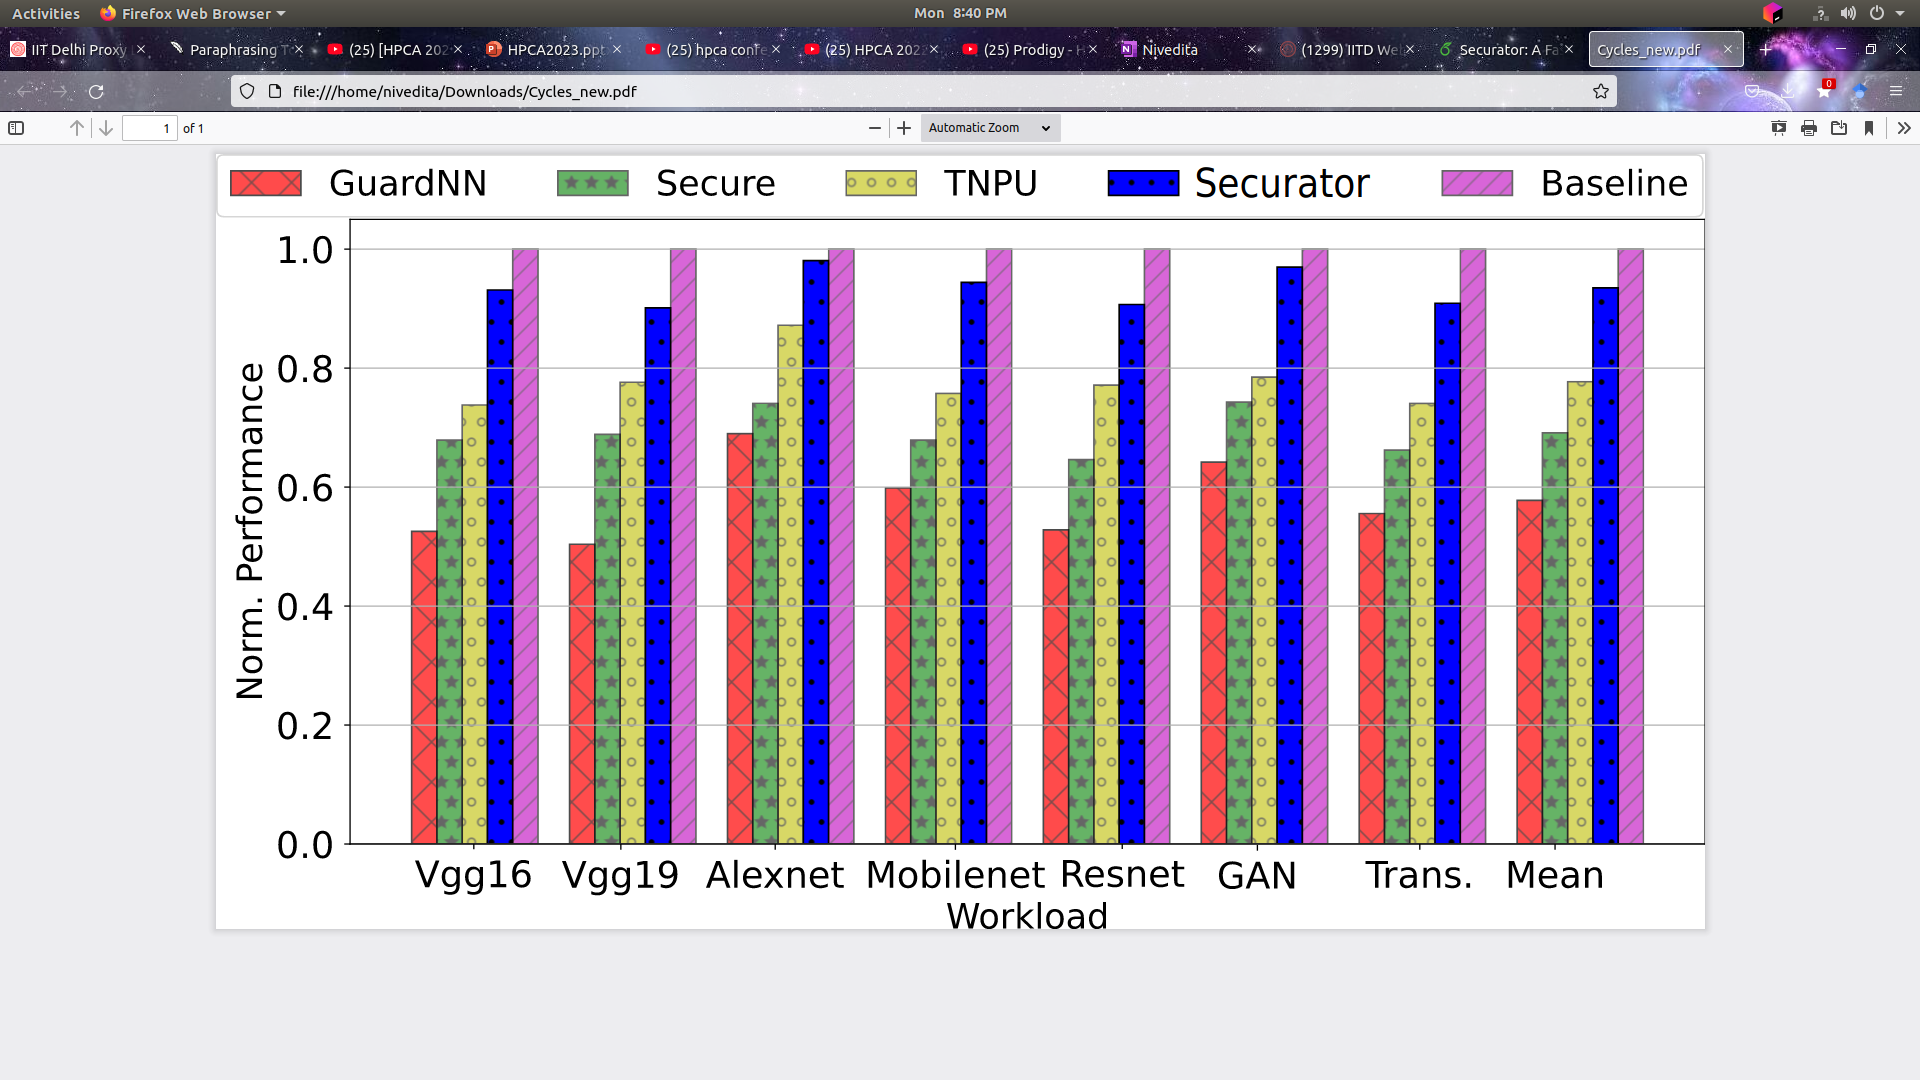 Activities Firefox Web Browser Mon 8:40 PM
IIT Delhi Proxy Paraphrasing T (25) [HPCA 202 HPCA2023.ppt (25) hpca confe (25) HPCA 202 (25) Prodigy - H Nivedita (1299) IITD We Securator: A Fa Cycles_new.pdf
file:///home/nivedita/Downloads/Cycles_new.pdf 0
1 of 1 Automatic Zoom
GuardNN Secure TNPU Securator Baseline
1.0
0.8
0.6
0.4
0.2
0.0
Norm. Performance
Vgg16 Vgg19 Alexnet Mobilenet Resnet GAN Trans. Mean
Workload